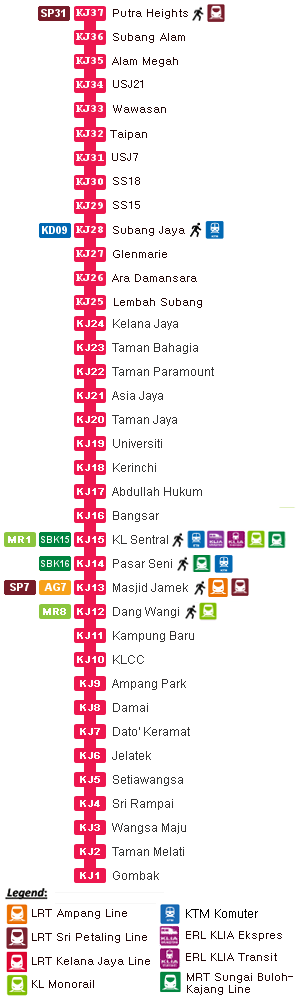 SP31 KJ37 Putra Heights
KJ36 Subang Alam
KJ35 Alam Megah
KJ34 USJ21
KJ33 Wawasan
KJ32 Taipan
KJ31 USJ7
KJ30 SS18
KJ29 SS15
KD09 KJ28 Subang Jaya
KJ27 Glenmarie
KJ26 Ara Damansara
KJ25 Lembah Subang
KJ24 Kelana Jaya
KJ23 Taman Bahagia
KJ22 Taman Paramount
KJ21 Asia Jaya
KJ20 Taman Jaya
KJ19 Universiti
KJ18 Kerinchi
KJ17 Abdullah Hukum
KJ16 Bangsar
MR1 SBK15 KJ15 KL Sentral
SBK16 KJ14 Pasar Seni
SP7 AG7 KJ13 Masjid Jamek
MR8 KJ12 Dang Wangi
KJ11 Kampung Baru
KJ10 KLCC
KJ9 Ampang Park
KJ8 Damai
KJ7 Dato' Keramat
KJ6 Jelatek
KJ5 Setiawangsa
KJ4 Sri Rampai
KJ3 Wangsa Maju
KJ2 Taman Melati
KJ1 Gombak
Legend:
LRT Ampang Line
LRT Sri Petaling Line
LRT Kelana Jaya Line
KL Monorail
KTM Komuter
ERL KLIA Ekspres
ERL KLIA Transit
MRT Sungai Buloh-
Kajang Line